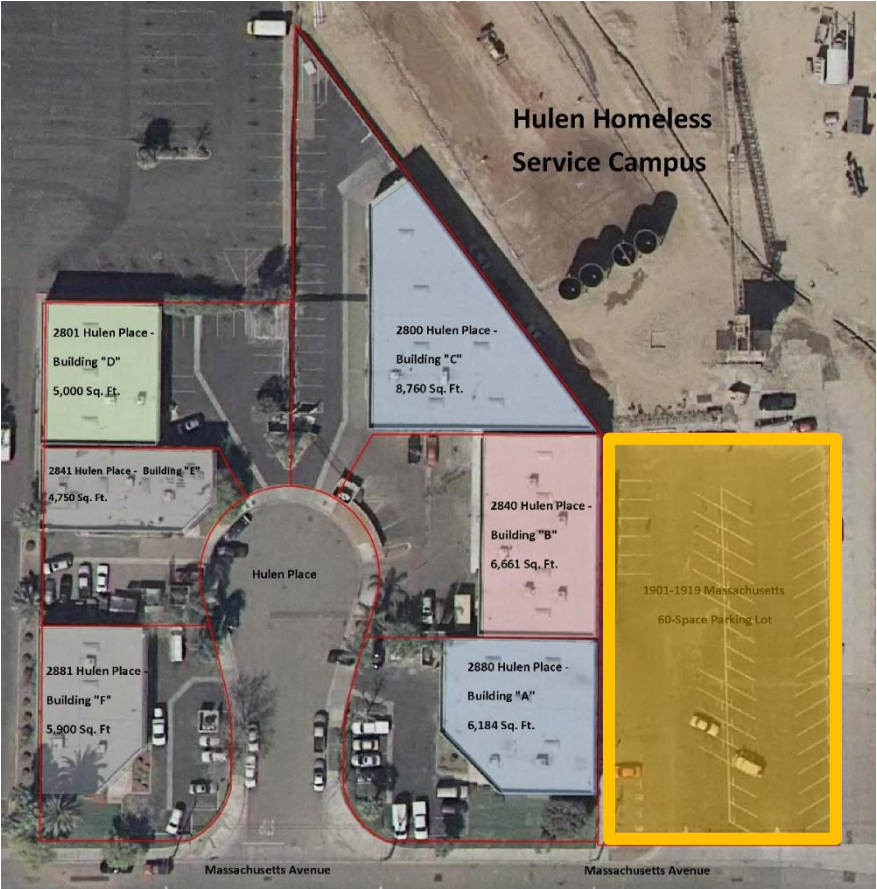 Hulen Homeless
Service Campus
2801 Hulen Place -
Building "D"
5,000 Sq. Ft.
2800 Hulen Place -
Building "C"
8,760 Sq. Ft.
2841 Hulen Place - Building "E"
4,750 Sq. Ft.
2840 Hulen Place -
Building "B"
6,661 Sq. Ft.
Hulen Place
1901-1919 Massachusetts
60-Space Parking Lot
2881 Hulen Place -
Building "F"
5,900 Sq. Ft
2880 Hulen Place -
Building "A"
6,184 Sq. Ft.
Massachusetts Avenue
Massachusetts Avenue